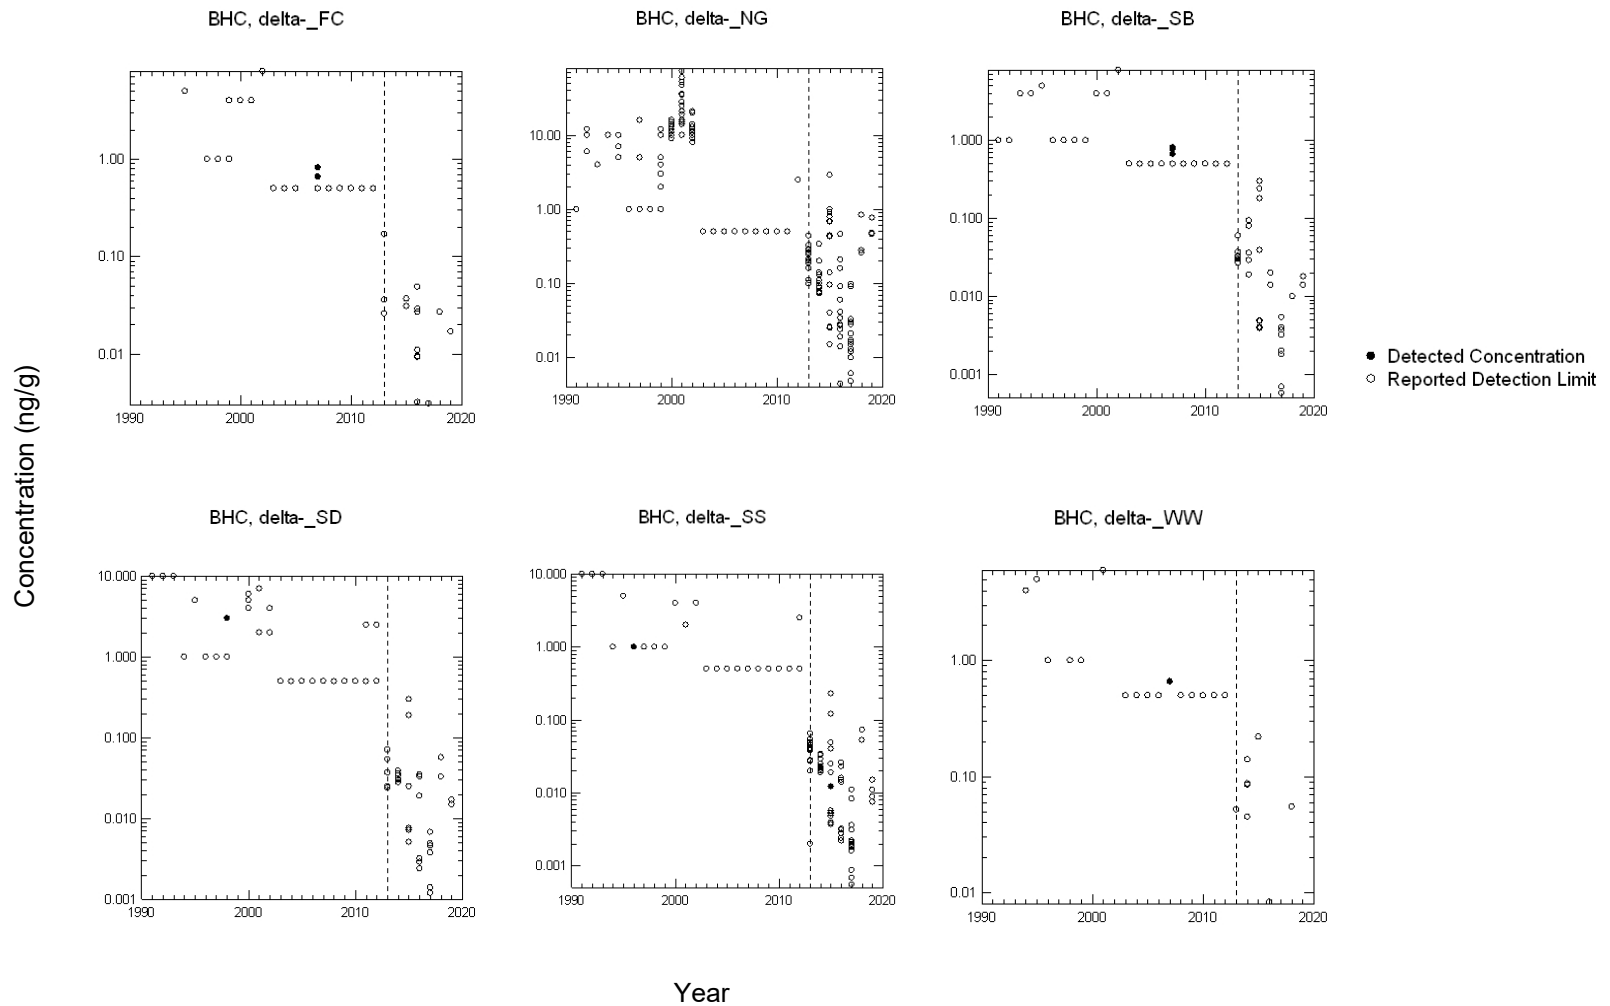 BHC, delta-_FC
BHC, delta-_NG
BHC, delta-_SB
1.00
0.10
0.01
1990 2000 2010 2020
10.00
1.00
0.10
0.01
1990 2000 2010 2020
1.000
0.100
0.010
0.001
1990 2000 2010 2020
Detected Concentration
Reported Detection Limit
Concentration (ng/g)
BHC, delta-_SD
BHC, delta-_SS
BHC, delta-_WW
10.000
1.000
0.100
0.010
0.001
1990 2000 2010 2020
10.000
1.000
0.100
0.010
0.001
1990 2000 2010 2020
1.00
0.10
0.01
1990 2000 2010 2020
Year